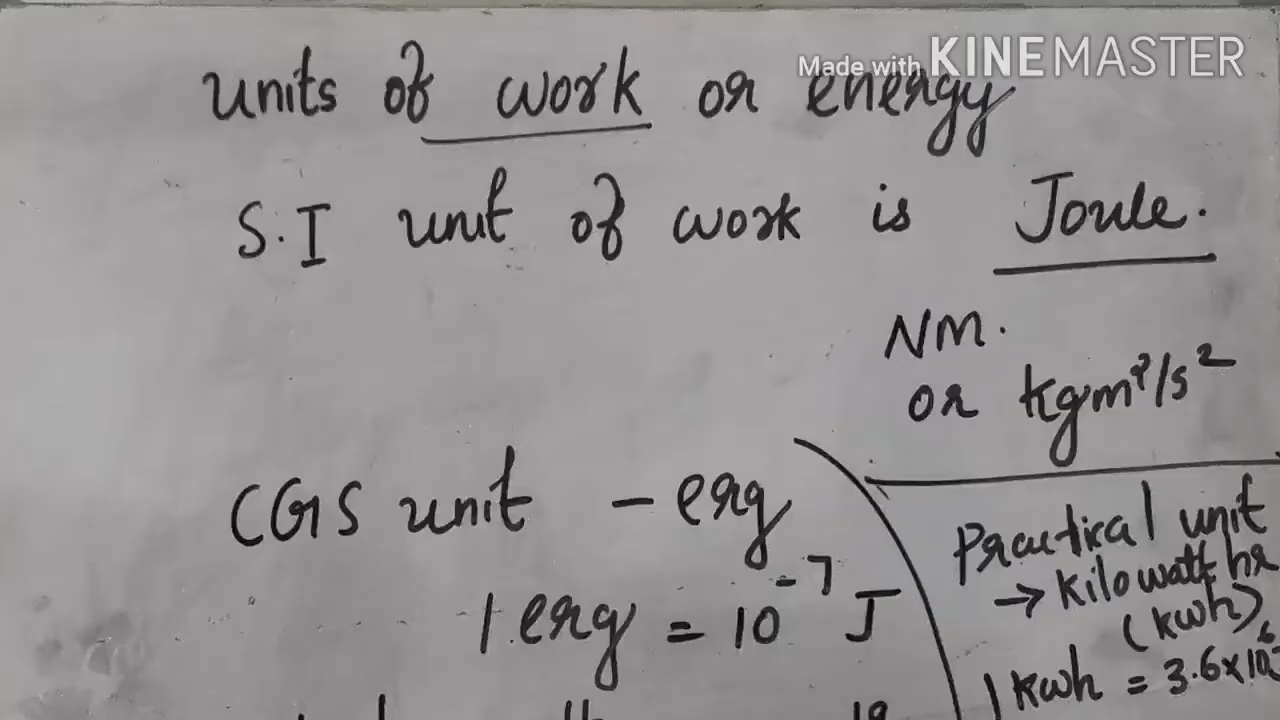 Made with KINEMASTER
units of work or energy
S.I unit of work is Joule.
NM.
or kgm²/s²
CGS unit - erg
1 erg = 10⁻⁷ J
Practical unit
→ kilowatt hr
(kwh)
1 kwh = 3.6×10⁶